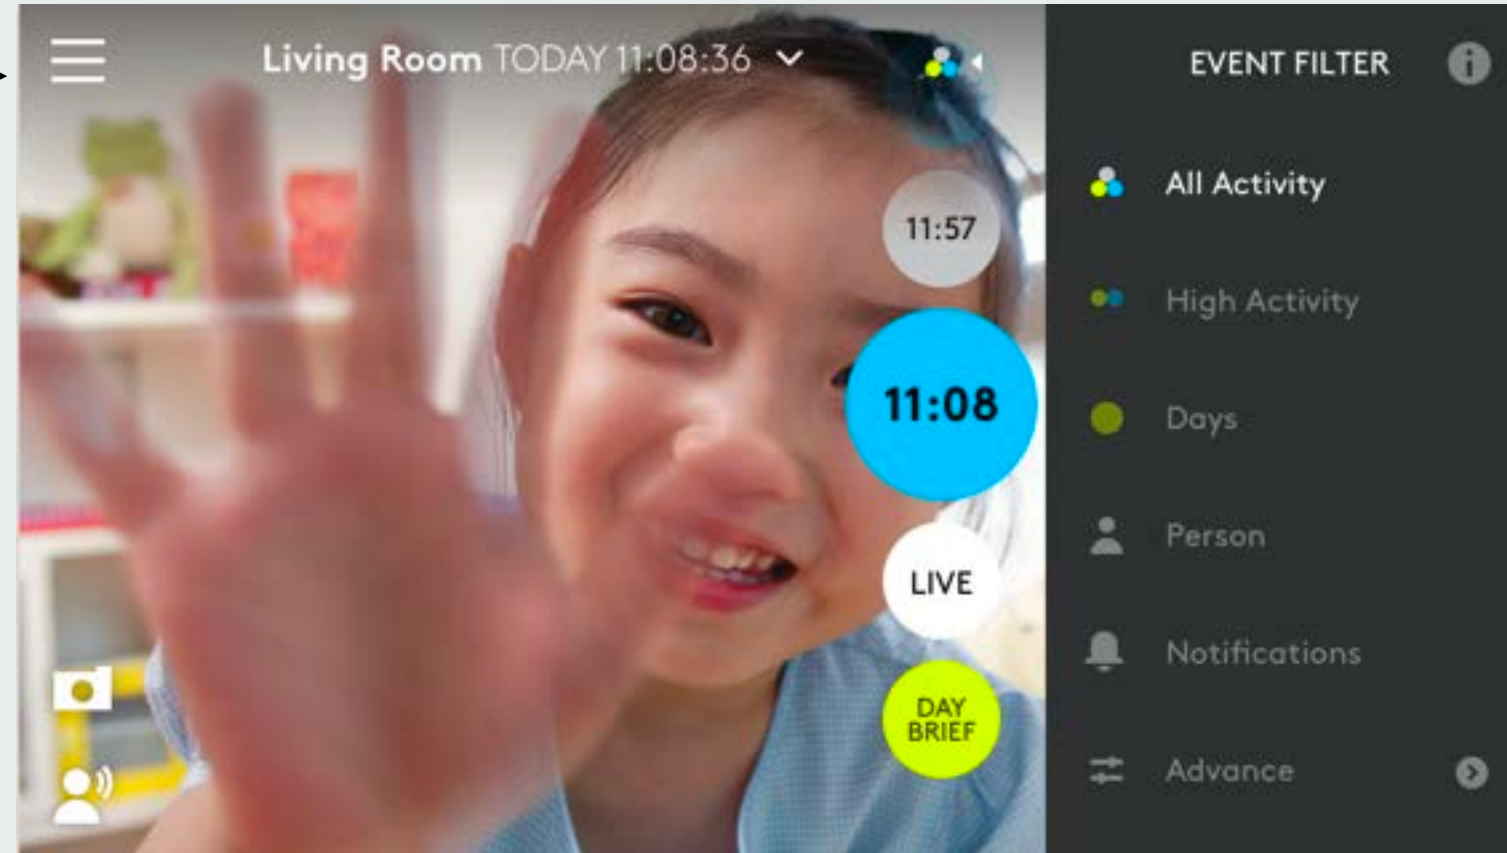 Living Room TODAY 11:08:36
11:57
11:08
LIVE
DAY
BRIEF
EVENT FILTER
All Activity
High Activity
Days
Person
Notifications
Advance